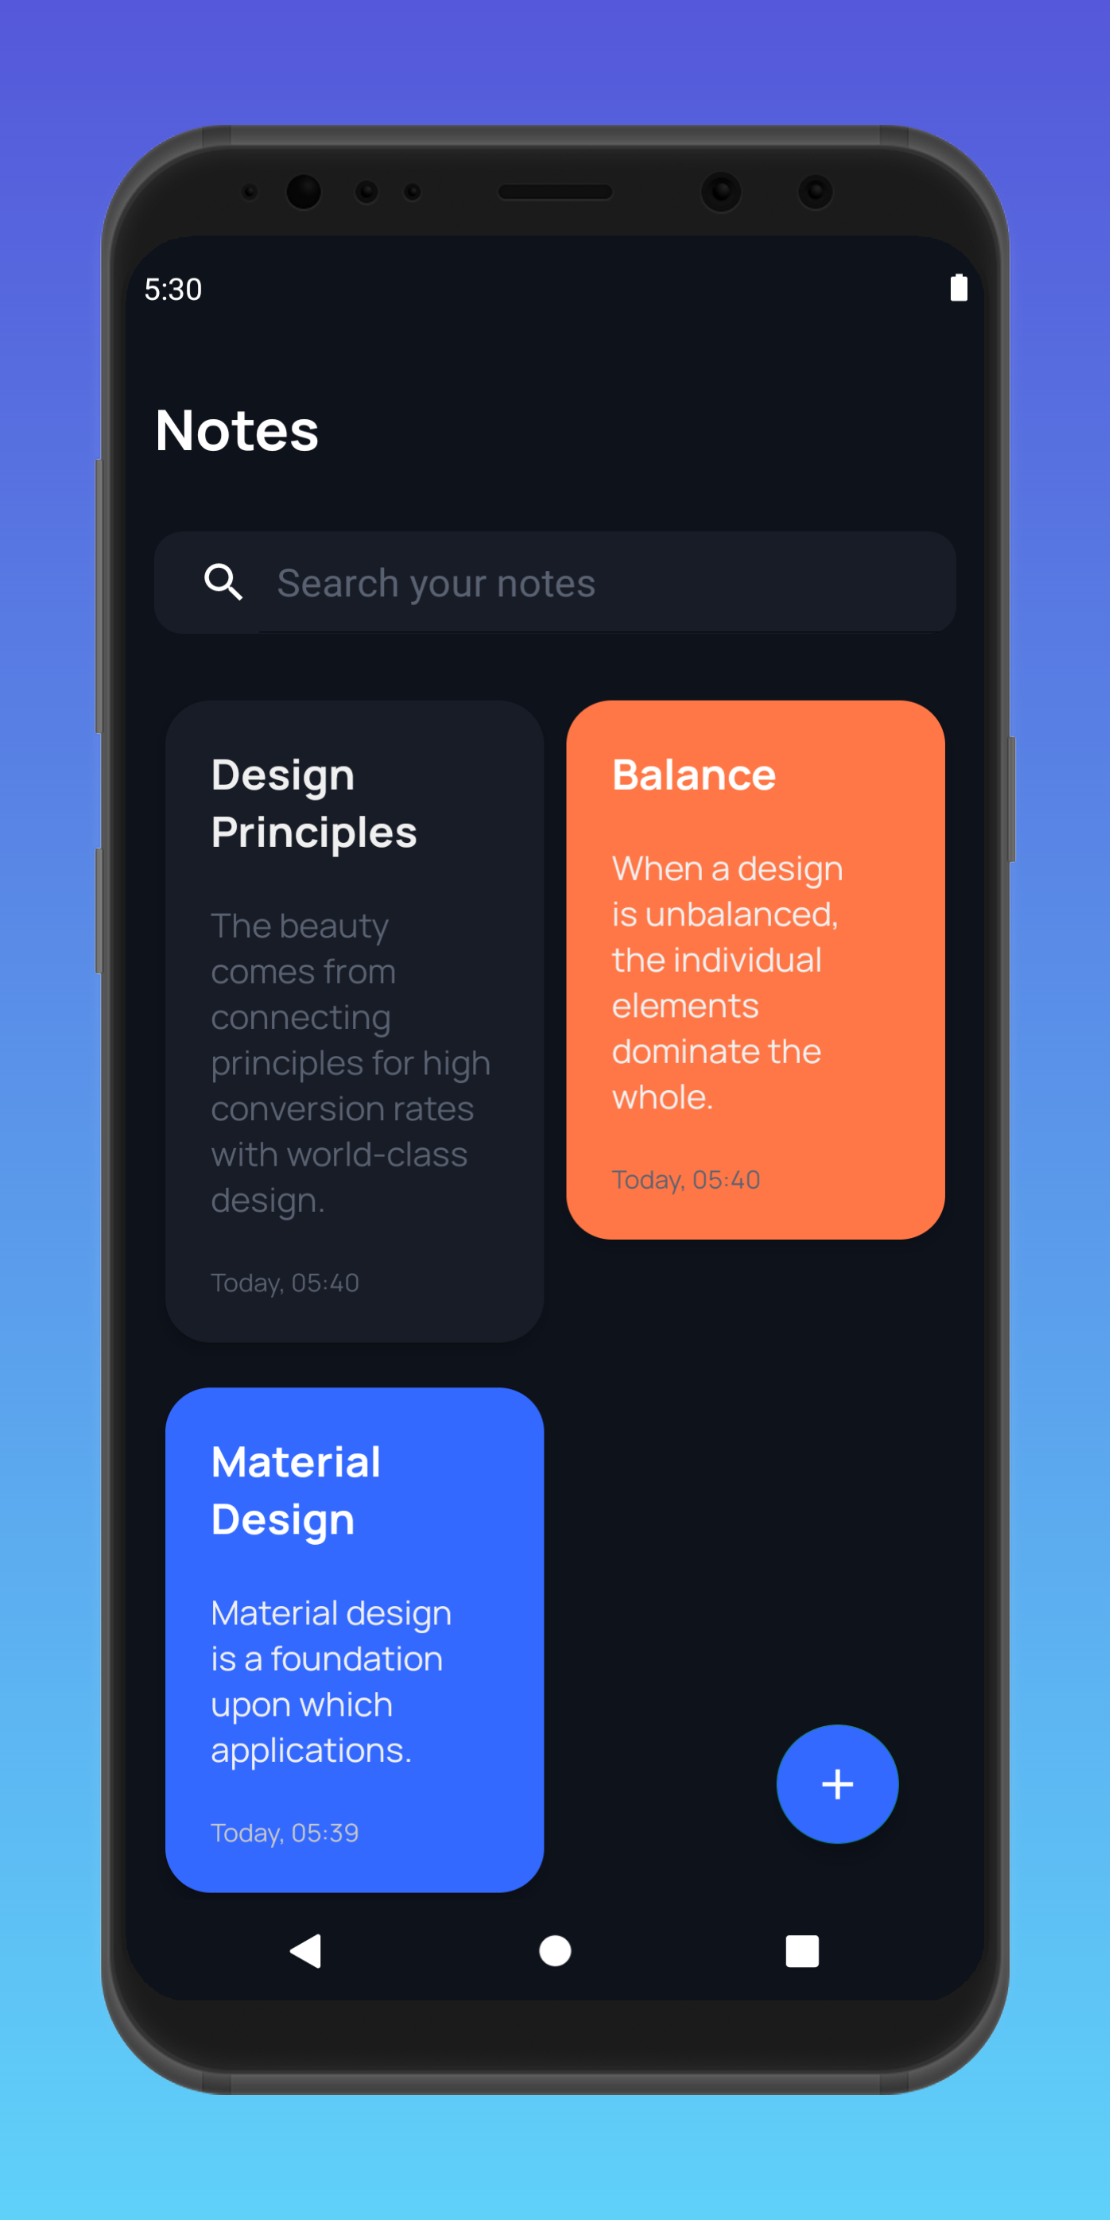 5:30
Notes
Search your notes
Design
Principles
The beauty
comes from
connecting
principles for high
conversion rates
with world-class
design.
Today, 05:40
Balance
When a design
is unbalanced,
the individual
elements
dominate the
whole.
Today, 05:40
Material
Design
Material design
is a foundation
upon which
applications.
Today, 05:39